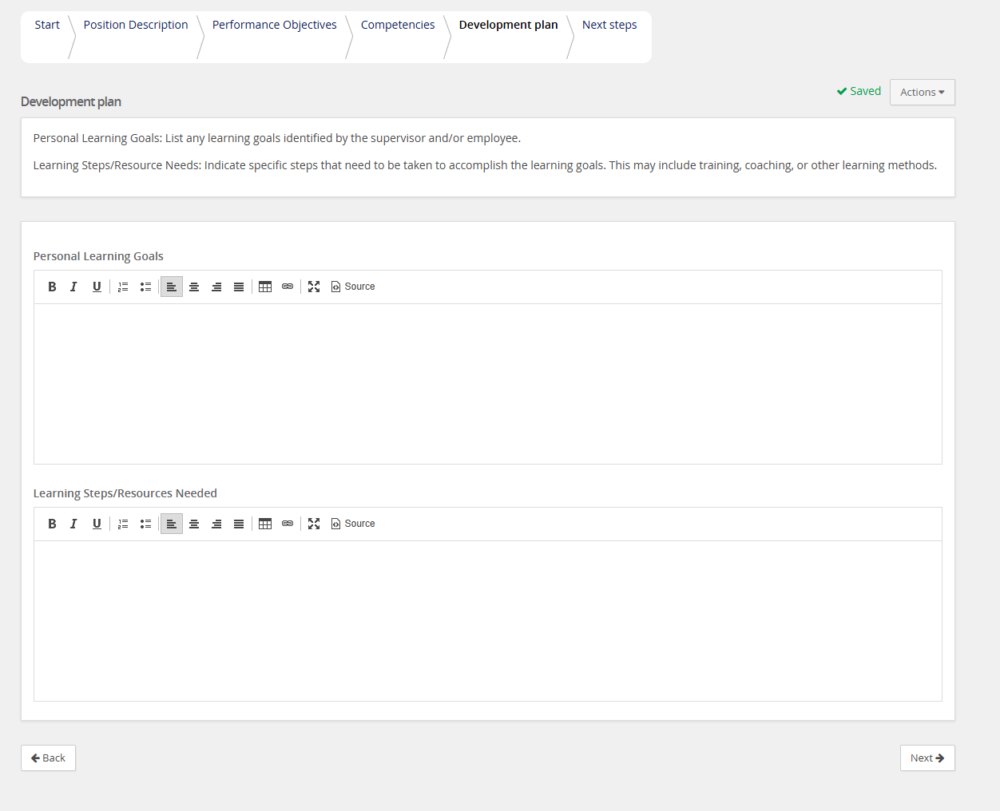 Start
Position Description
Performance Objectives
Competencies
Development plan
Next steps
Saved
Actions
Development plan
Personal Learning Goals: List any learning goals identified by the supervisor and/or employee.
Learning Steps/Resource Needs: Indicate specific steps that need to be taken to accomplish the learning goals. This may include training, coaching, or other learning methods.
Personal Learning Goals
B I U Source
Learning Steps/Resources Needed
B I U Source
Back
Next